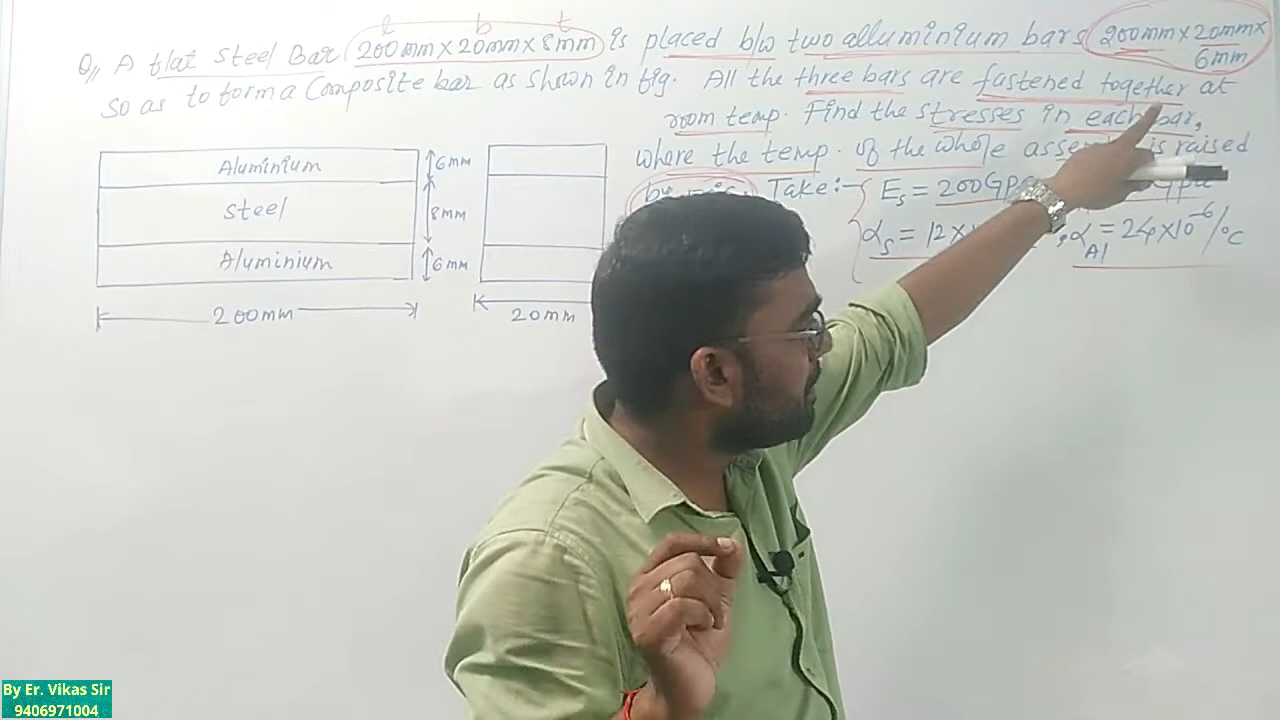 l b t
Q,, A flat Steel Bar 200mm×20mm×8mm is placed b/w two alluminium bars 200mm×20mm×
6mm
so as to form a Composite bar as shown in fig. All the three bars are fastened together at
room temp. Find the stresses in each bar,
where the temp. of the whole is raised
by Take:- Es = 200GPa
αs = 12× , αAl = 24×10⁻⁶/°C
Aluminium 6mm
Steel 8mm
Aluminium 6mm
200mm
20mm
By Er. Vikas Sir
9406971004